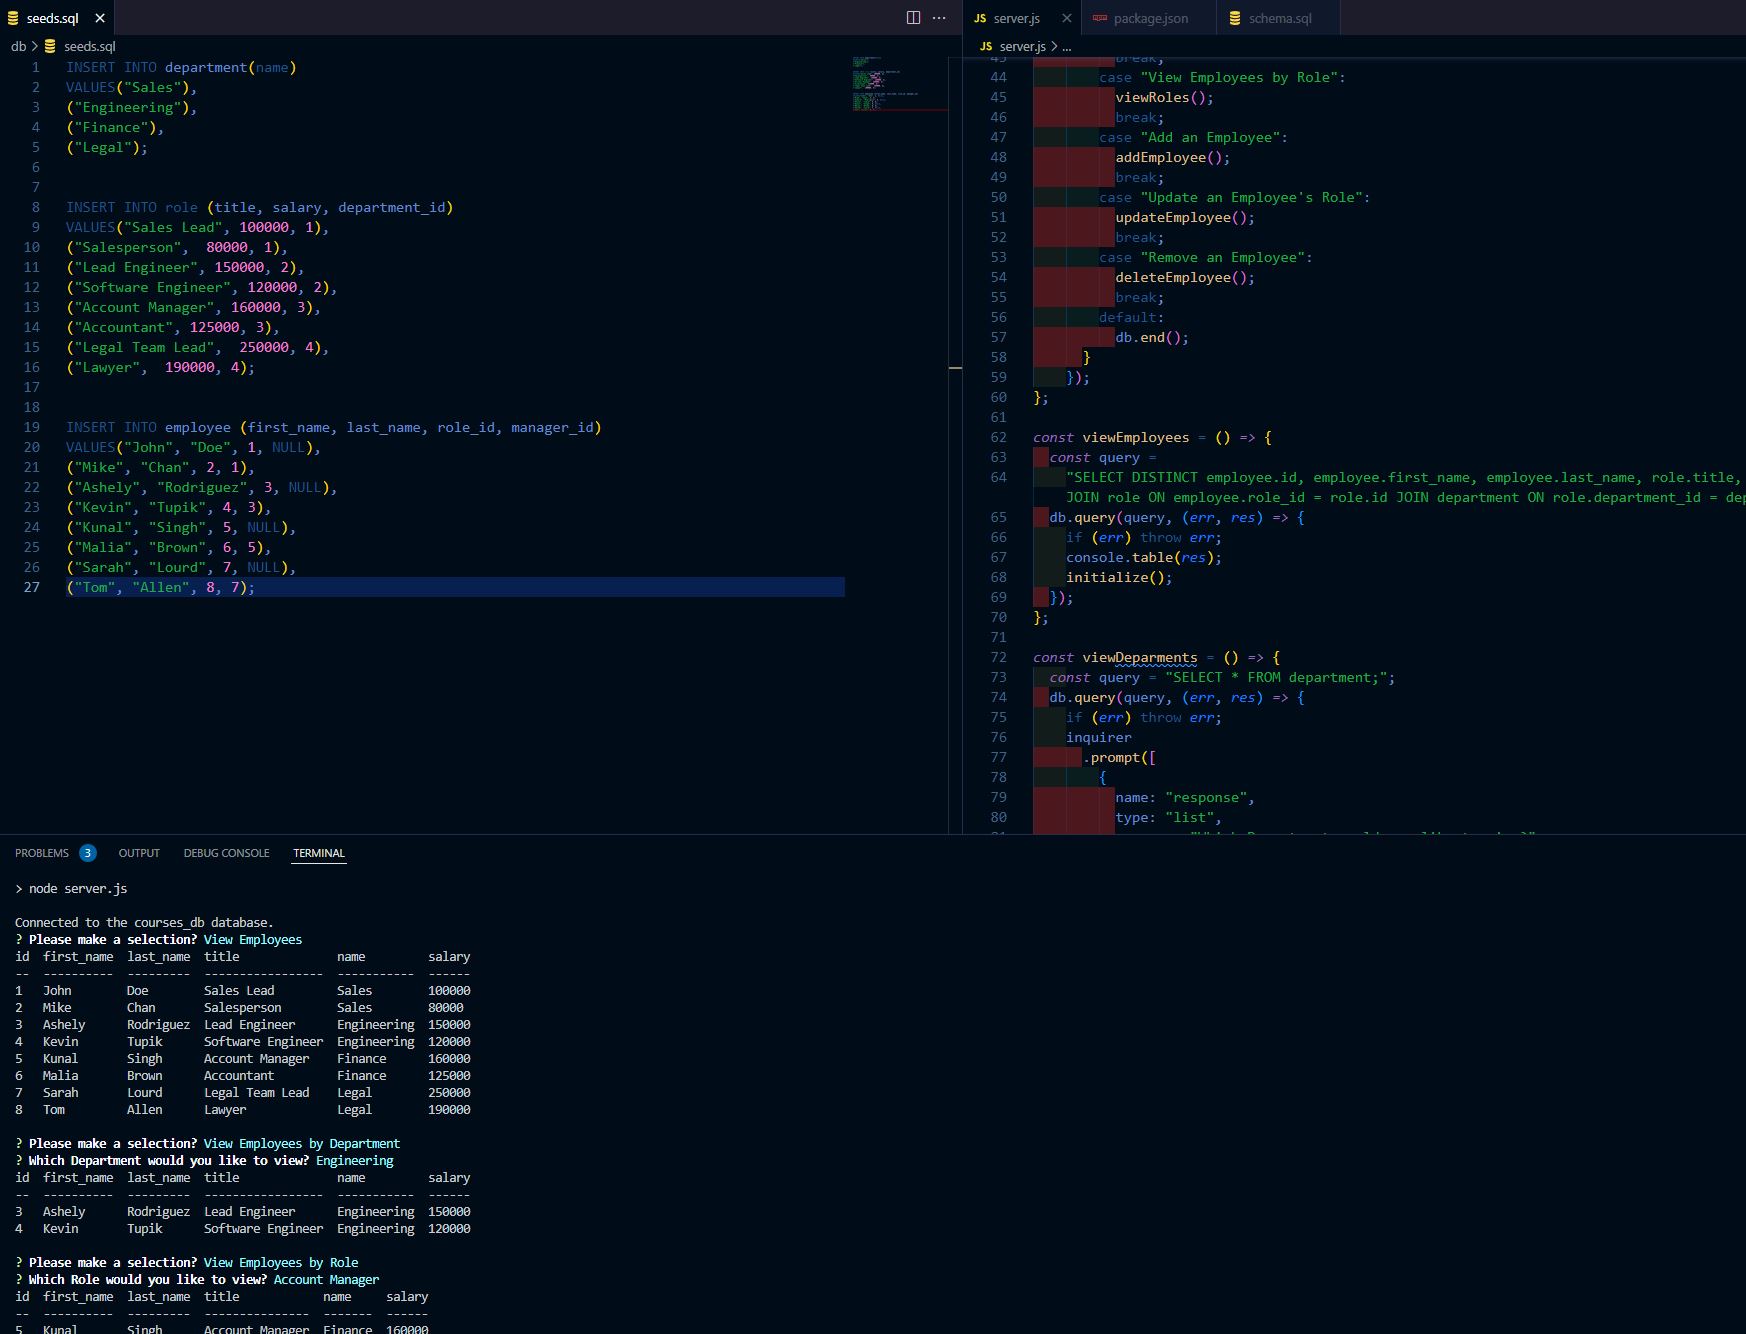 seeds.sql
db > seeds.sql
1 INSERT INTO department(name)
2 VALUES("Sales"),
3 ("Engineering"),
4 ("Finance"),
5 ("Legal");
6
7
8 INSERT INTO role (title, salary, department_id)
9 VALUES("Sales Lead", 100000, 1),
10 ("Salesperson",  80000, 1),
11 ("Lead Engineer", 150000, 2),
12 ("Software Engineer", 120000, 2),
13 ("Account Manager", 160000, 3),
14 ("Accountant", 125000, 3),
15 ("Legal Team Lead",  250000, 4),
16 ("Lawyer",  190000, 4);
17
18
19 INSERT INTO employee (first_name, last_name, role_id, manager_id)
20 VALUES("John", "Doe", 1, NULL),
21 ("Mike", "Chan", 2, 1),
22 ("Ashely", "Rodriguez", 3, NULL),
23 ("Kevin", "Tupik", 4, 3),
24 ("Kunal", "Singh", 5, NULL),
25 ("Malia", "Brown", 6, 5),
26 ("Sarah", "Lourd", 7, NULL),
27 ("Tom", "Allen", 8, 7);
JS server.js package.json schema.sql
JS server.js > ...
43 break;
44 case "View Employees by Role":
45 viewRoles();
46 break;
47 case "Add an Employee":
48 addEmployee();
49 break;
50 case "Update an Employee's Role":
51 updateEmployee();
52 break;
53 case "Remove an Employee":
54 deleteEmployee();
55 break;
56 default:
57 db.end();
58 }
59 });
60 };
61
62 const viewEmployees = () => {
63 const query =
64 "SELECT DISTINCT employee.id, employee.first_name, employee.last_name, role.title,
JOIN role ON employee.role_id = role.id JOIN department ON role.department_id = dep
65 db.query(query, (err, res) => {
66 if (err) throw err;
67 console.table(res);
68 initialize();
69 });
70 };
71
72 const viewDeparments = () => {
73 const query = "SELECT * FROM department;";
74 db.query(query, (err, res) => {
75 if (err) throw err;
76 inquirer
77 .prompt([
78 {
79 name: "response",
80 type: "list",
PROBLEMS 3 OUTPUT DEBUG CONSOLE TERMINAL
> node server.js
Connected to the courses_db database.
? Please make a selection? View Employees
id  first_name  last_name  title              name         salary
--  ----------  ---------  -----------------  -----------  ------
1   John        Doe        Sales Lead         Sales        100000
2   Mike        Chan       Salesperson        Sales        80000
3   Ashely      Rodriguez  Lead Engineer      Engineering  150000
4   Kevin       Tupik      Software Engineer  Engineering  120000
5   Kunal       Singh      Account Manager    Finance      160000
6   Malia       Brown      Accountant         Finance      125000
7   Sarah       Lourd      Legal Team Lead    Legal        250000
8   Tom         Allen      Lawyer             Legal        190000
? Please make a selection? View Employees by Department
? Which Department would you like to view? Engineering
id  first_name  last_name  title              name         salary
--  ----------  ---------  -----------------  -----------  ------
3   Ashely      Rodriguez  Lead Engineer      Engineering  150000
4   Kevin       Tupik      Software Engineer  Engineering  120000
? Please make a selection? View Employees by Role
? Which Role would you like to view? Account Manager
id  first_name  last_name  title            name     salary
--  ----------  ---------  ---------------  -------  ------
5   Kunal       Singh      Account Manager  Finance  160000